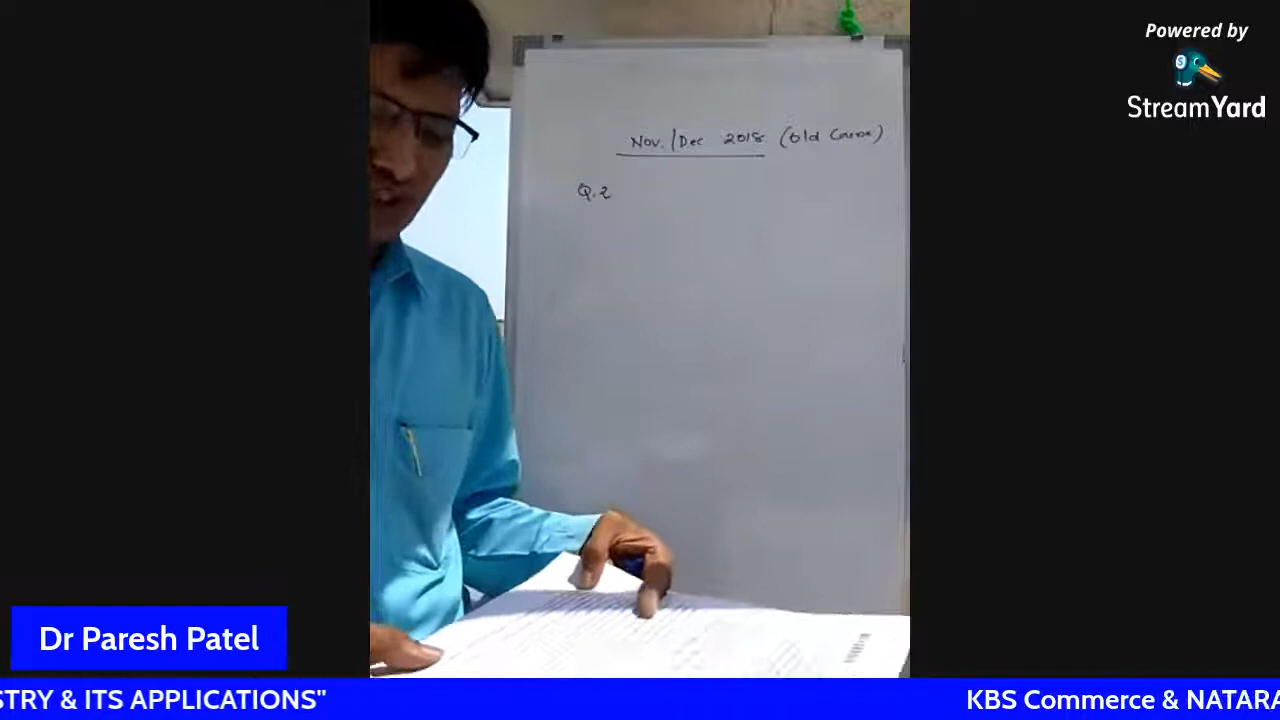 Powered by
StreamYard
Nov. / Dec 2018 (Old Course)
Q. 2
Dr Paresh Patel
STRY & ITS APPLICATIONS"
KBS Commerce & NATARA